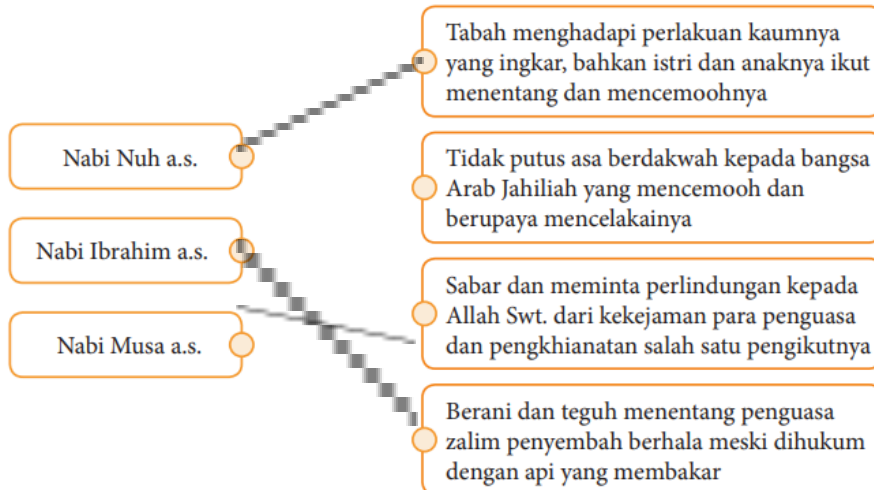 Nabi Nuh a.s.
Nabi Ibrahim a.s.
Nabi Musa a.s.
Tabah menghadapi perlakuan kaumnya
yang ingkar, bahkan istri dan anaknya ikut
menentang dan mencemoohnya
Tidak putus asa berdakwah kepada bangsa
Arab Jahiliah yang mencemooh dan
berupaya mencelakainya
Sabar dan meminta perlindungan kepada
Allah Swt. dari kekejaman para penguasa
dan pengkhianatan salah satu pengikutnya
Berani dan teguh menentang penguasa
zalim penyembah berhala meski dihukum
dengan api yang membakar